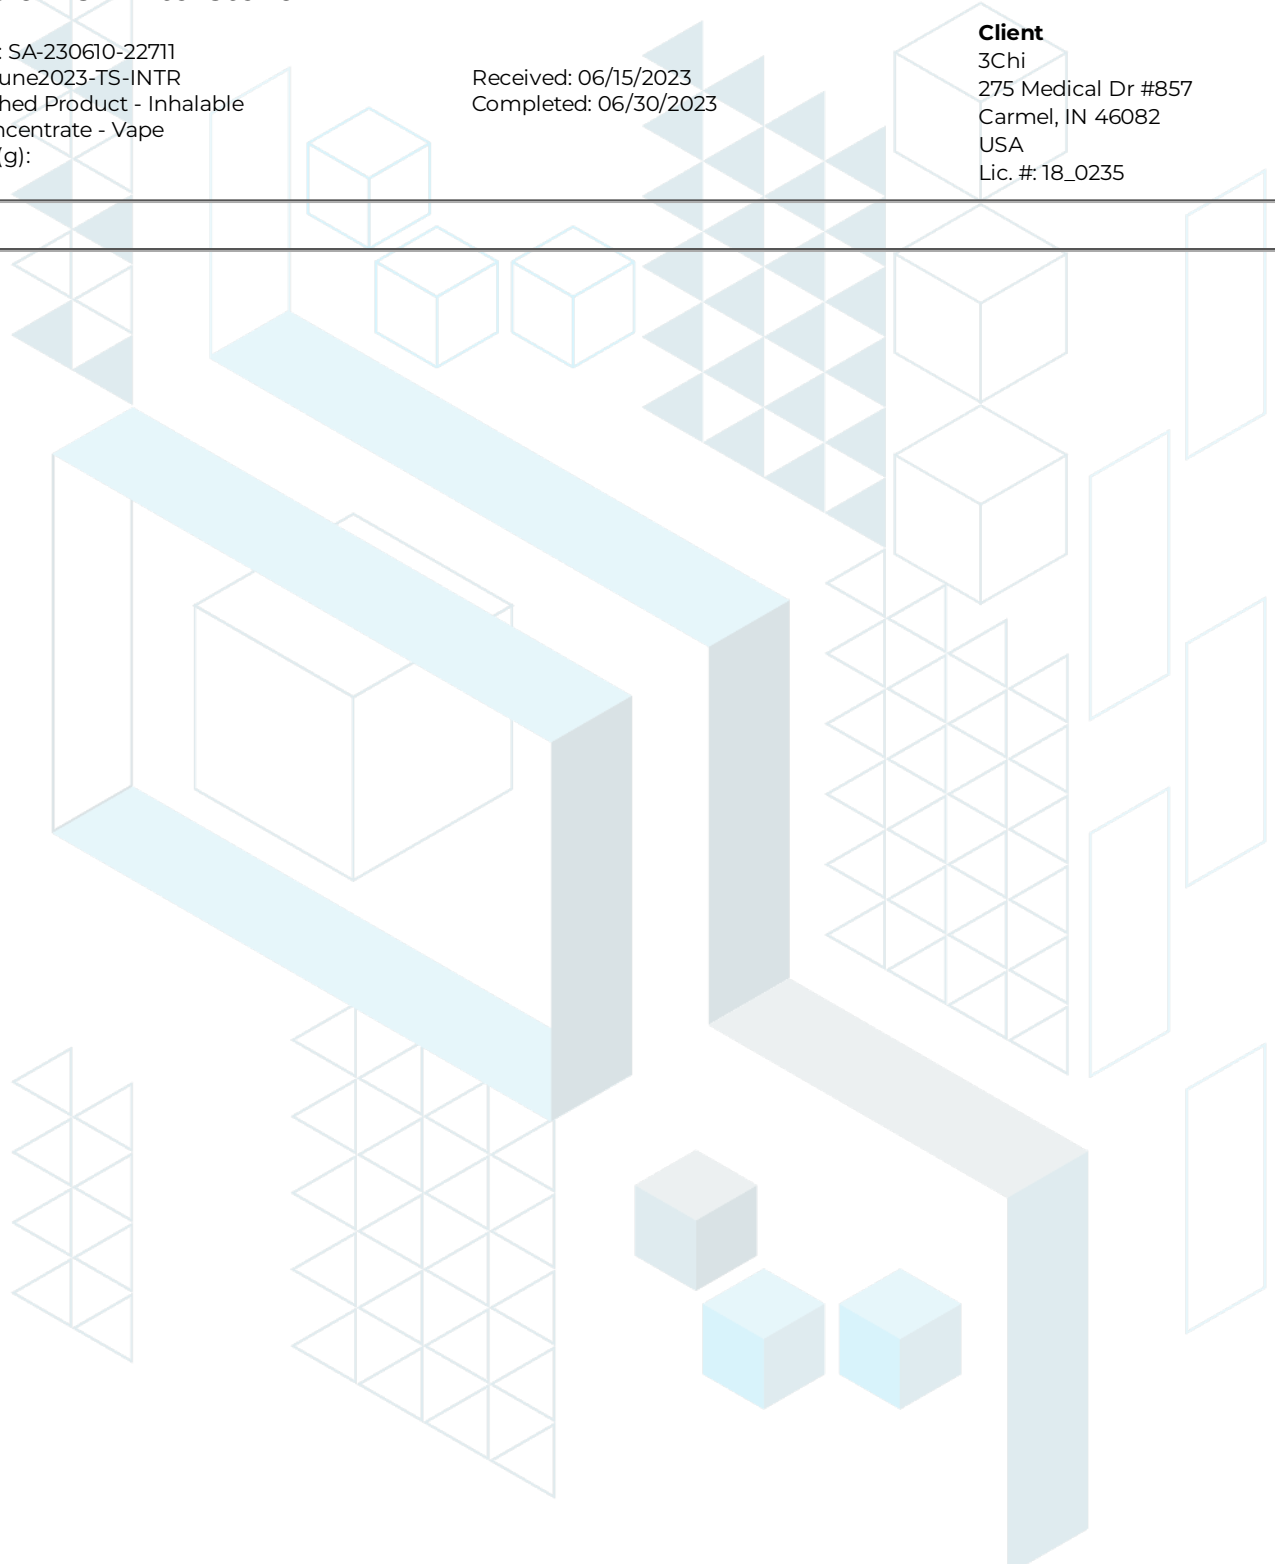 : SA-230610-22711
une2023-TS-INTR
hed Product - Inhalable
ncentrate - Vape
(g):
Received: 06/15/2023
Completed: 06/30/2023
Client
3Chi
275 Medical Dr #857
Carmel, IN 46082
USA
Lic. #: 18_0235